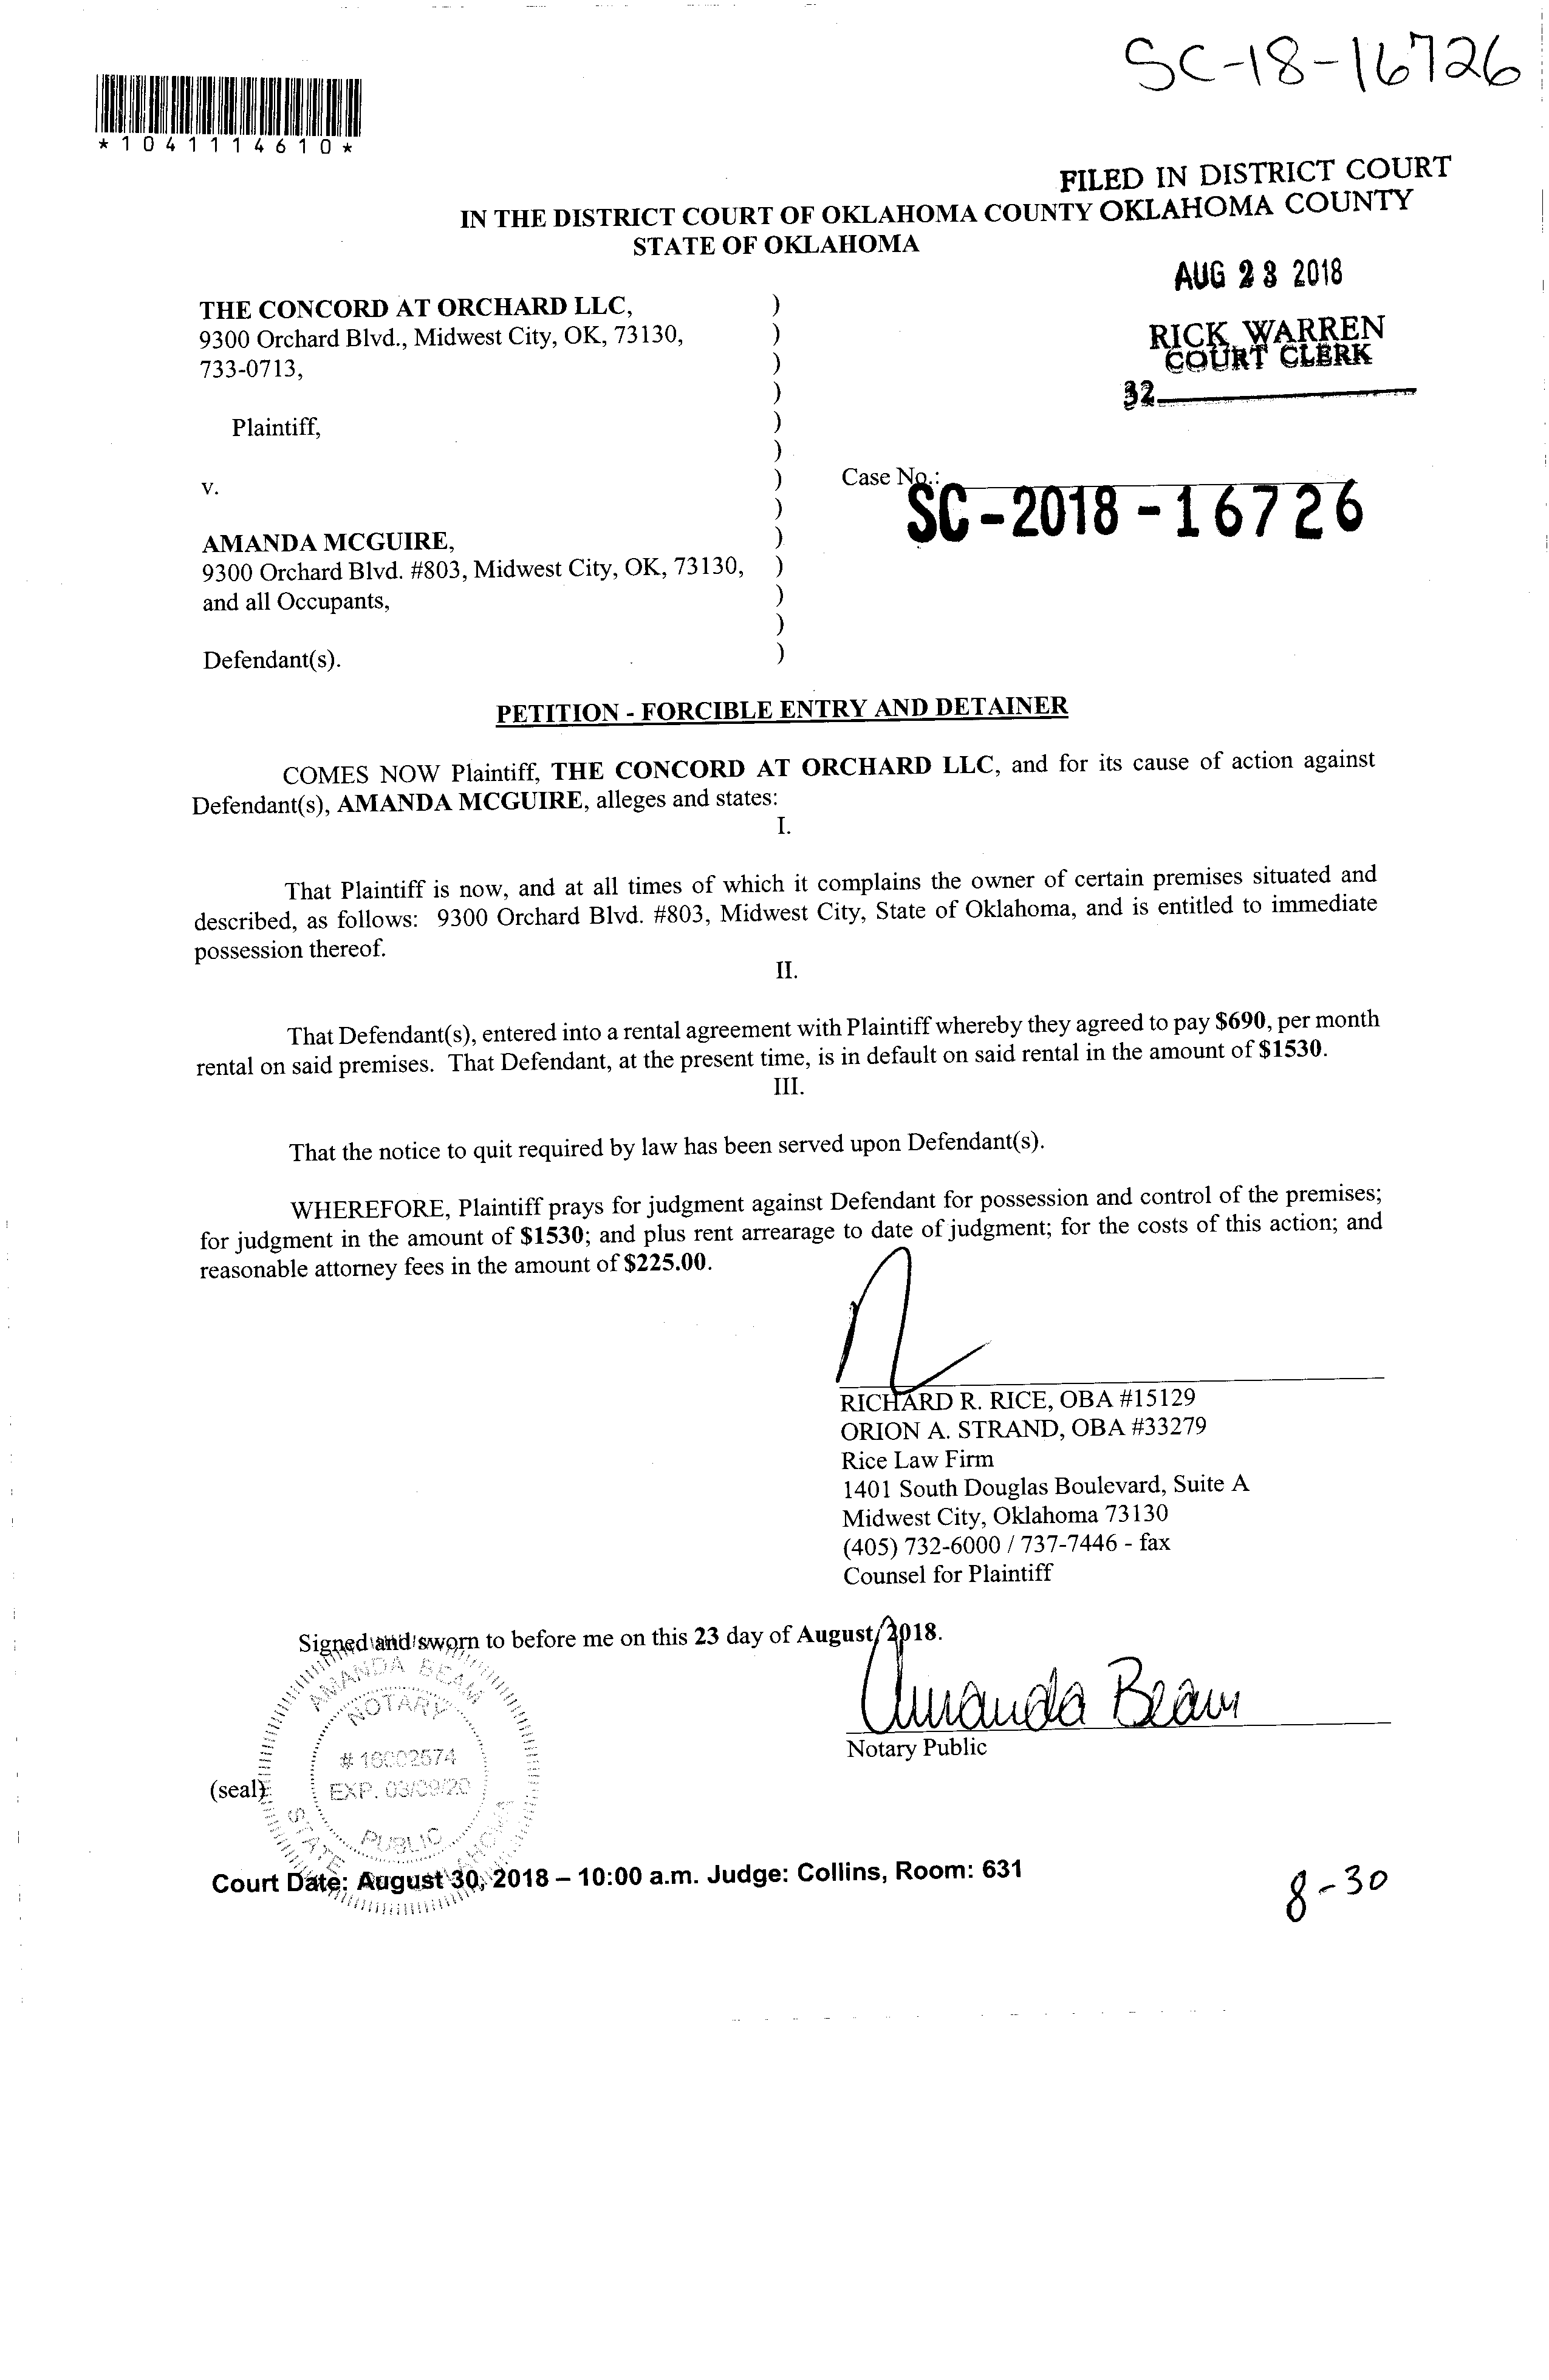 SC-18-16726
*1041114610*
FILED IN DISTRICT COURT
OKLAHOMA COUNTY
IN THE DISTRICT COURT OF OKLAHOMA COUNTY
STATE OF OKLAHOMA
AUG 23 2018
RICK WARREN
COURT CLERK
32
THE CONCORD AT ORCHARD LLC, )
9300 Orchard Blvd., Midwest City, OK, 73130, )
733-0713, )
)
Plaintiff, )
)
v. ) Case No.:
) SC-2018-16726
AMANDA MCGUIRE, )
9300 Orchard Blvd. #803, Midwest City, OK, 73130, )
and all Occupants, )
)
Defendant(s). )
PETITION - FORCIBLE ENTRY AND DETAINER
COMES NOW Plaintiff, THE CONCORD AT ORCHARD LLC, and for its cause of action against
Defendant(s), AMANDA MCGUIRE, alleges and states:
I.
That Plaintiff is now, and at all times of which it complains the owner of certain premises situated and
described, as follows: 9300 Orchard Blvd. #803, Midwest City, State of Oklahoma, and is entitled to immediate
possession thereof.
II.
That Defendant(s), entered into a rental agreement with Plaintiff whereby they agreed to pay $690, per month
rental on said premises. That Defendant, at the present time, is in default on said rental in the amount of $1530.
III.
That the notice to quit required by law has been served upon Defendant(s).
WHEREFORE, Plaintiff prays for judgment against Defendant for possession and control of the premises;
for judgment in the amount of $1530; and plus rent arrearage to date of judgment; for the costs of this action; and
reasonable attorney fees in the amount of $225.00.
RICHARD R. RICE, OBA #15129
ORION A. STRAND, OBA #33279
Rice Law Firm
1401 South Douglas Boulevard, Suite A
Midwest City, Oklahoma 73130
(405) 732-6000 / 737-7446 - fax
Counsel for Plaintiff
Signed and sworn to before me on this 23 day of August, 2018.
Amanda Beam
Notary Public
(seal)
AMANDA BEAM
NOTARY
# 16002574
EXP. 03/09/20
PUBLIC
STATE
Court Date: August 30, 2018 – 10:00 a.m. Judge: Collins, Room: 631
8-30